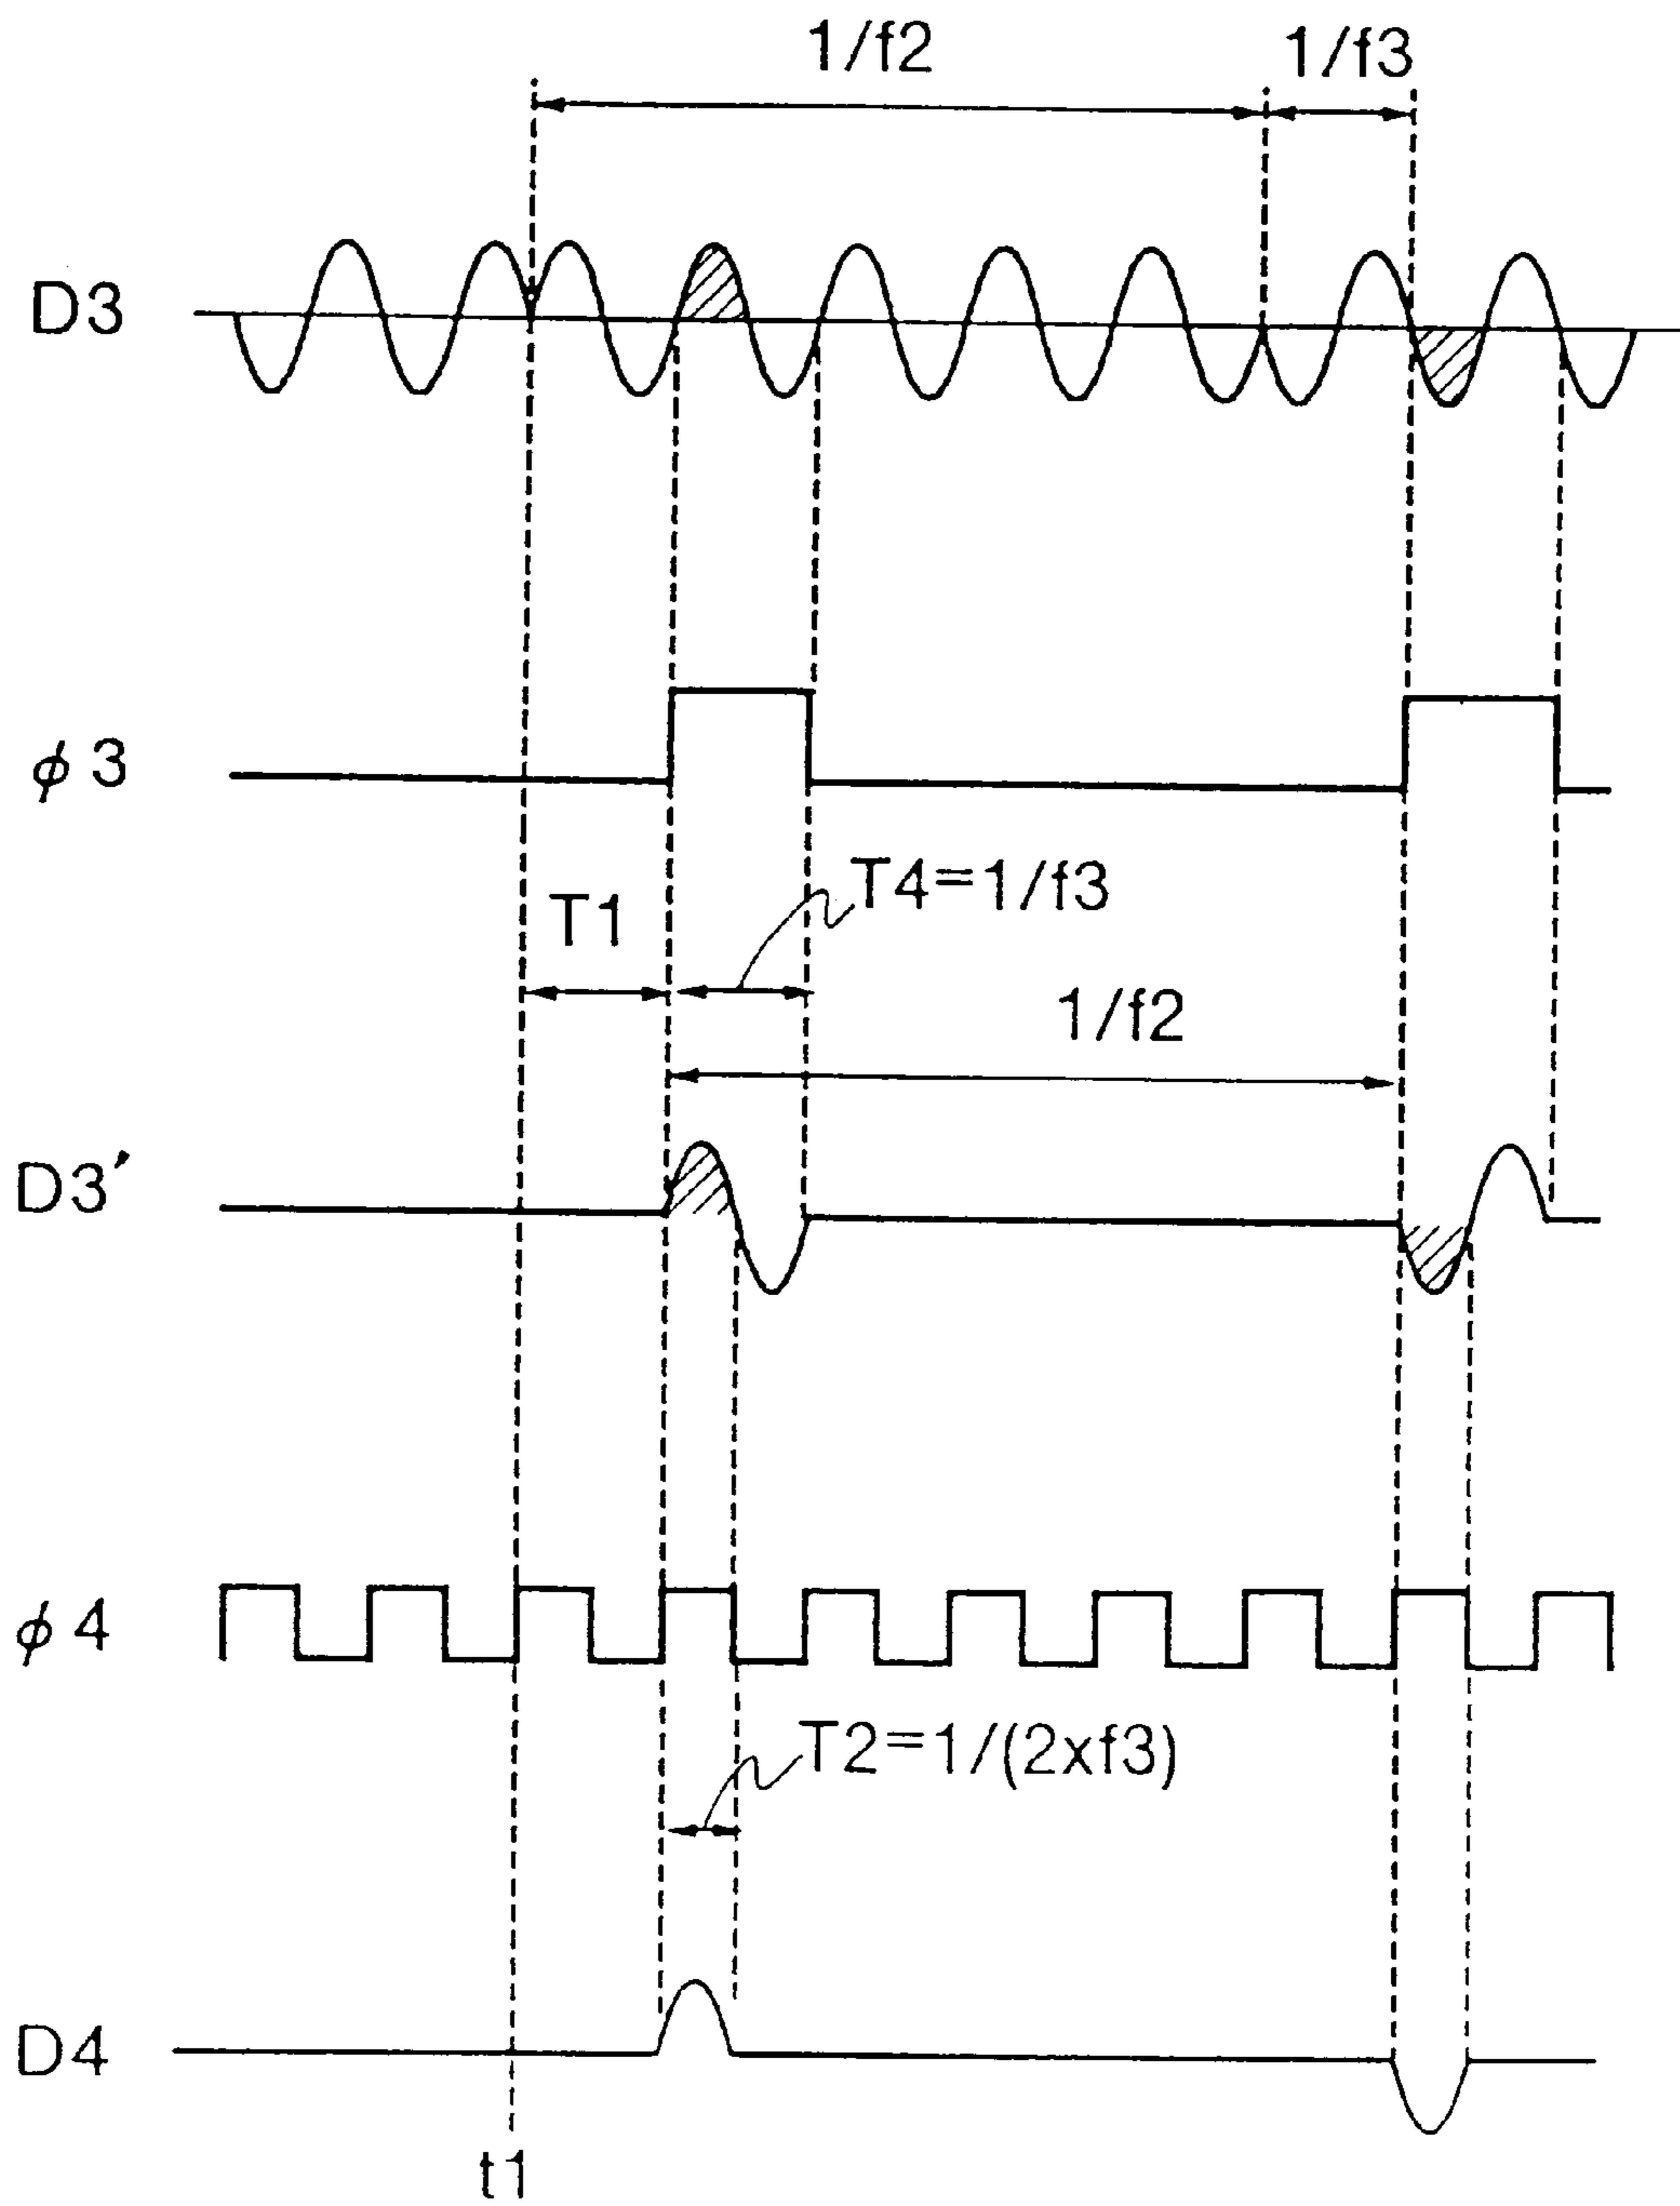 1/f2 1/f3
D3
ϕ3
T4=1/f3
T1
1/f2
D3′
ϕ4
T2=1/(2xf3)
D4
t1